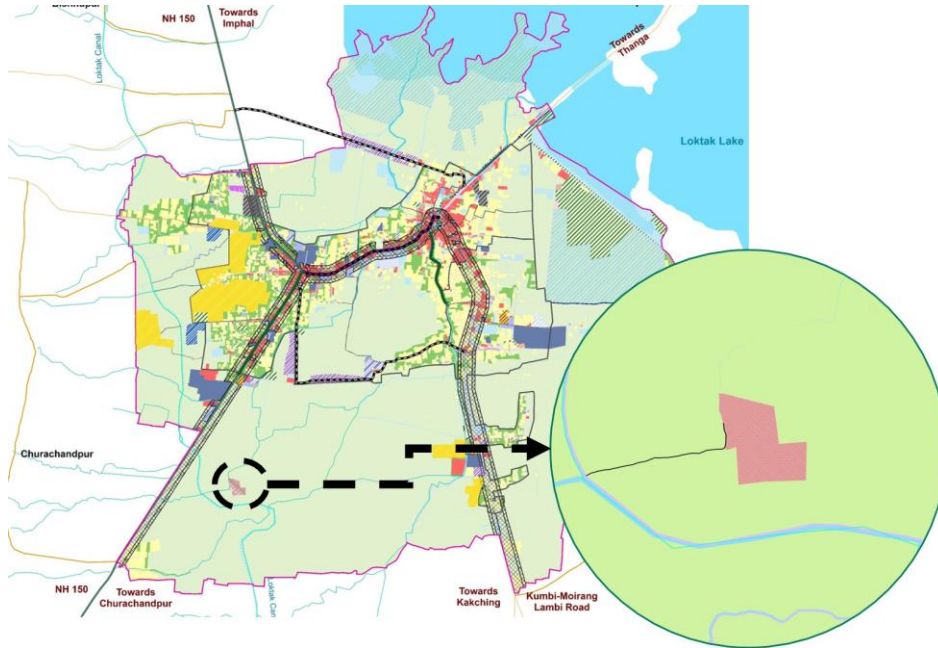 NH 150
Towards
Imphal
Loktak Canal
Towards
Thanga
Loktak Lake
Churachandpur
NH 150
Towards
Churachandpur
Loktak Can
Towards
Kakching
Kumbi-Moirang
Lambi Road